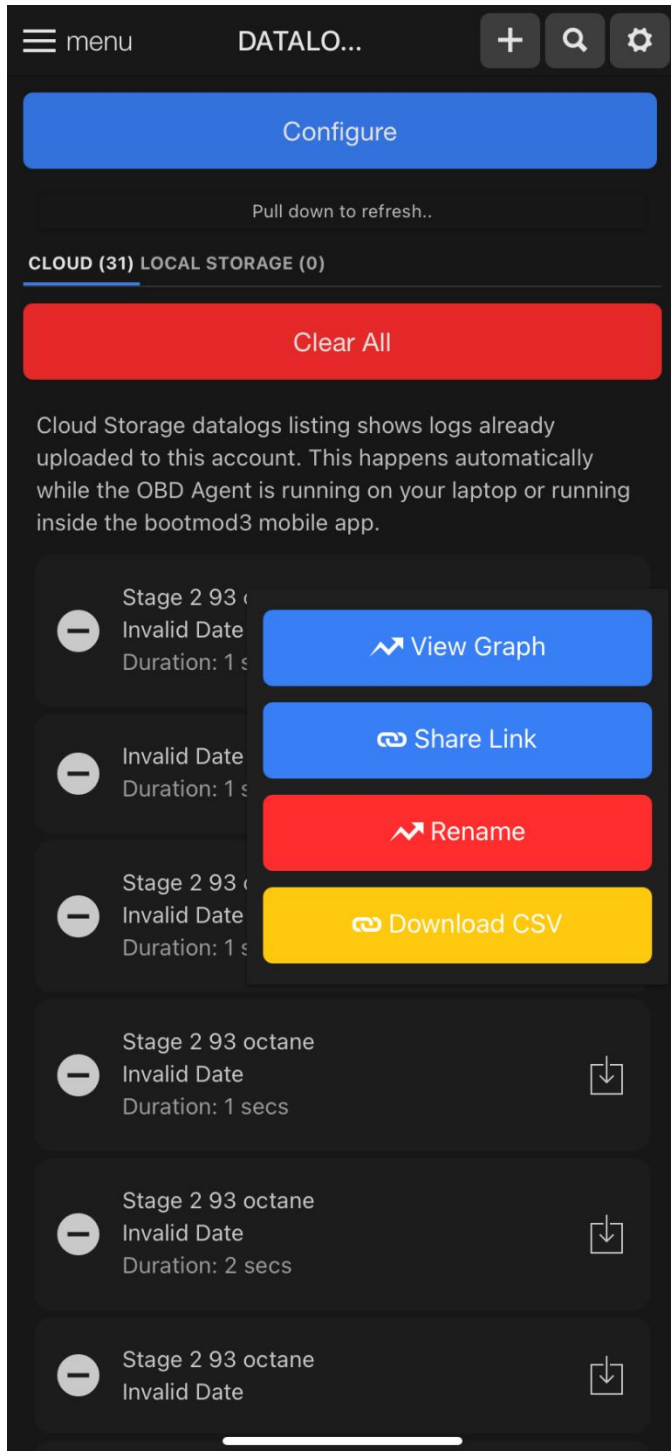 menu
DATALO...
Configure
Pull down to refresh..
CLOUD (31) LOCAL STORAGE (0)
Clear All
Cloud Storage datalogs listing shows logs already
uploaded to this account. This happens automatically
while the OBD Agent is running on your laptop or running
inside the bootmod3 mobile app.
Stage 2 93
Invalid Date
Duration: 1
Invalid Date
Duration: 1
Stage 2 93
Invalid Date
Duration: 1
View Graph
Share Link
Rename
Download CSV
Stage 2 93 octane
Invalid Date
Duration: 1 secs
Stage 2 93 octane
Invalid Date
Duration: 2 secs
Stage 2 93 octane
Invalid Date